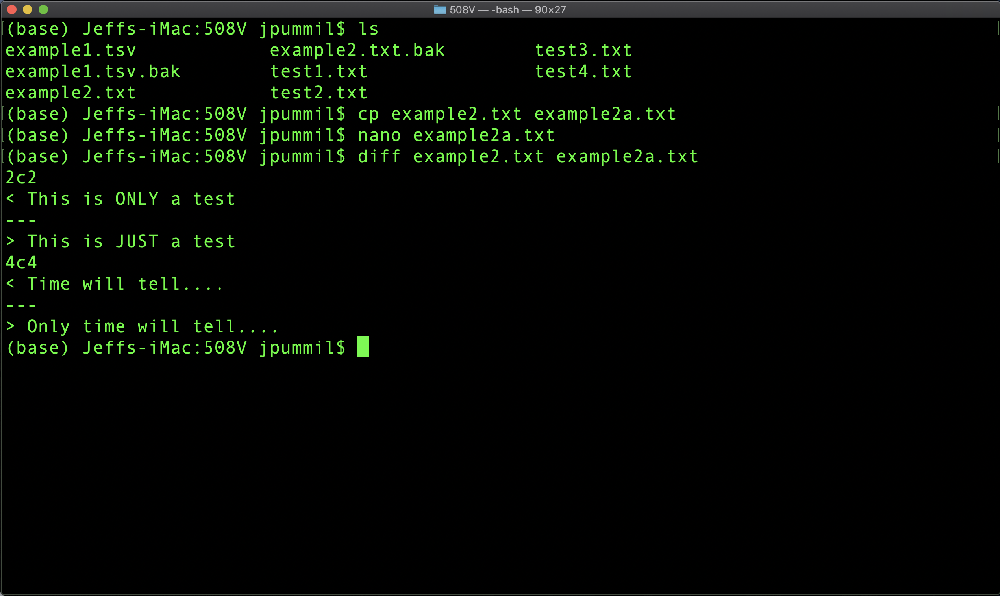 508V — -bash — 90×27
(base) Jeffs-iMac:508V jpummil$ ls
example1.tsv            example2.txt.bak        test3.txt
example1.tsv.bak        test1.txt               test4.txt
example2.txt            test2.txt
(base) Jeffs-iMac:508V jpummil$ cp example2.txt example2a.txt
(base) Jeffs-iMac:508V jpummil$ nano example2a.txt
(base) Jeffs-iMac:508V jpummil$ diff example2.txt example2a.txt
2c2
< This is ONLY a test
---
> This is JUST a test
4c4
< Time will tell....
---
> Only time will tell....
(base) Jeffs-iMac:508V jpummil$